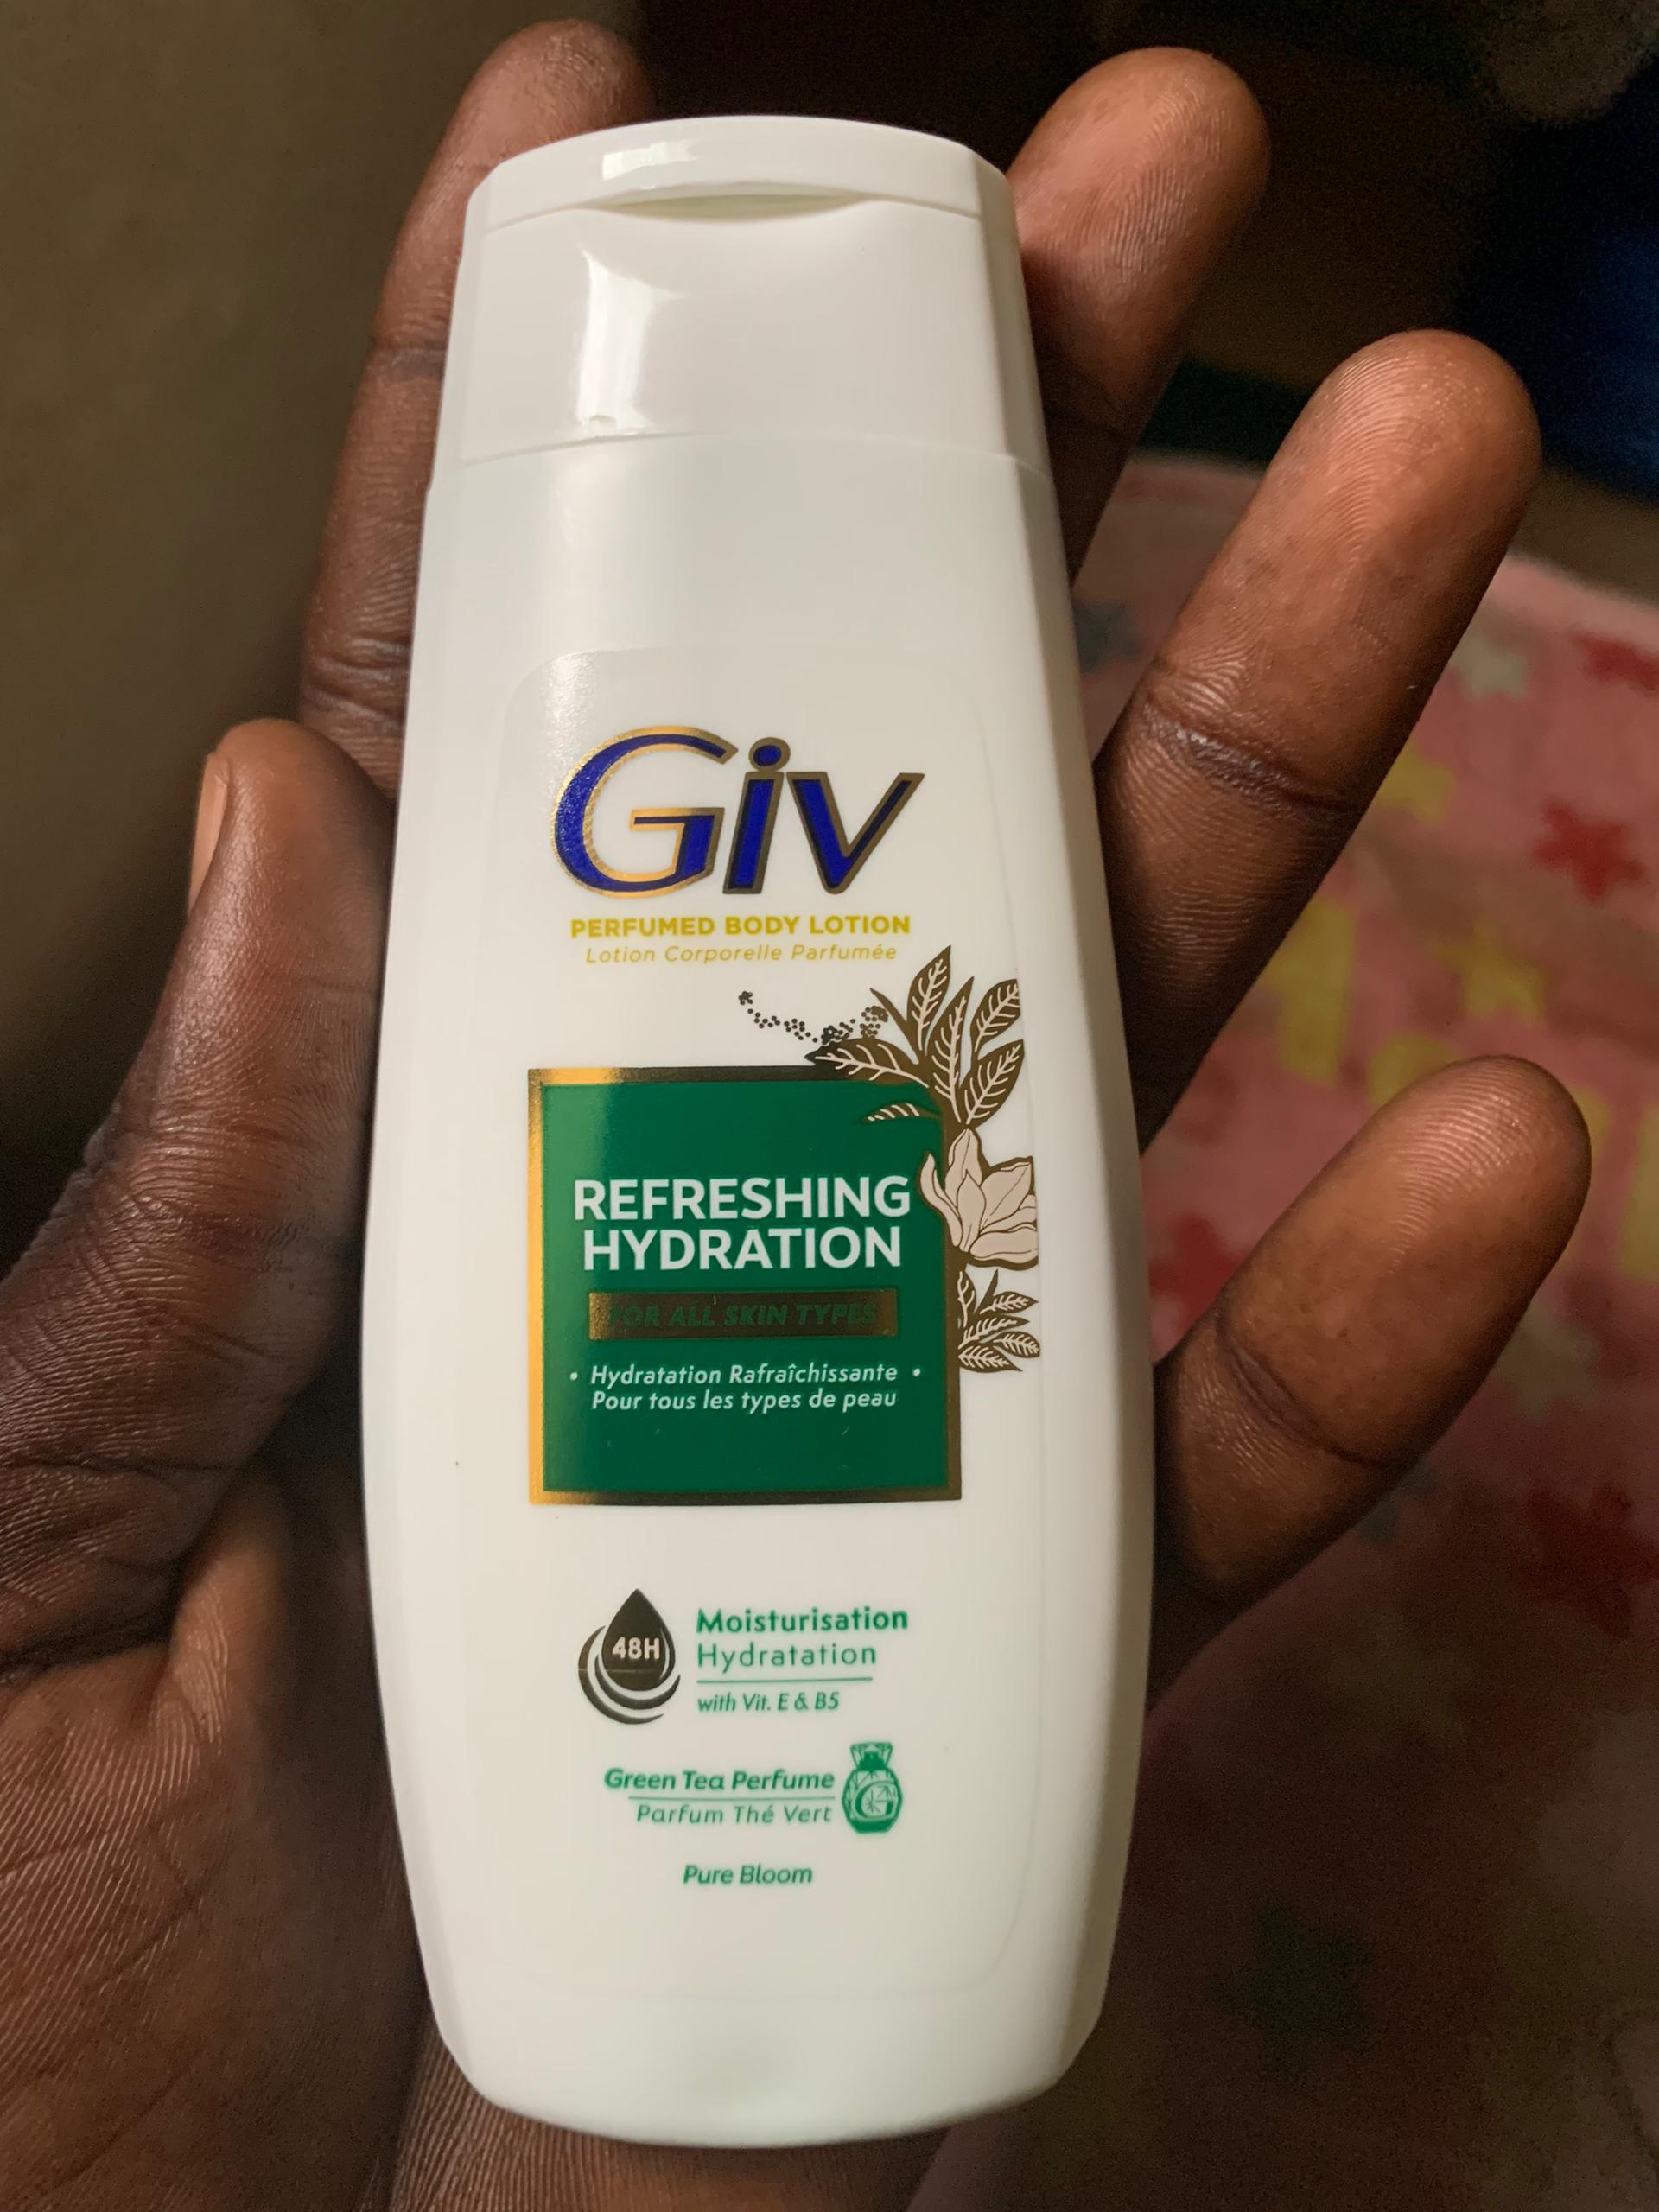 Giv
PERFUMED BODY LOTION
Lotion Corporelle Parfumée
REFRESHING
HYDRATION
FOR ALL SKIN TYPES
• Hydratation Rafraîchissante •
Pour tous les types de peau
48H
Moisturisation
Hydratation
with Vit. E & B5
Green Tea Perfume
Parfum Thé Vert
G
Pure Bloom